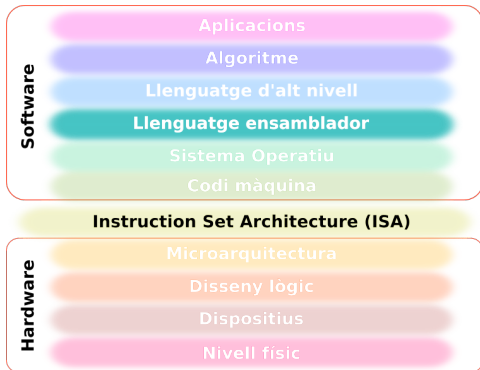 Software
Aplicacions
Algoritme
Llenguatge d'alt nivell
Llenguatge ensamblador
Sistema Operatiu
Codi màquina
Instruction Set Architecture (ISA)
Hardware
Microarquitectura
Disseny lògic
Dispositius
Nivell físic